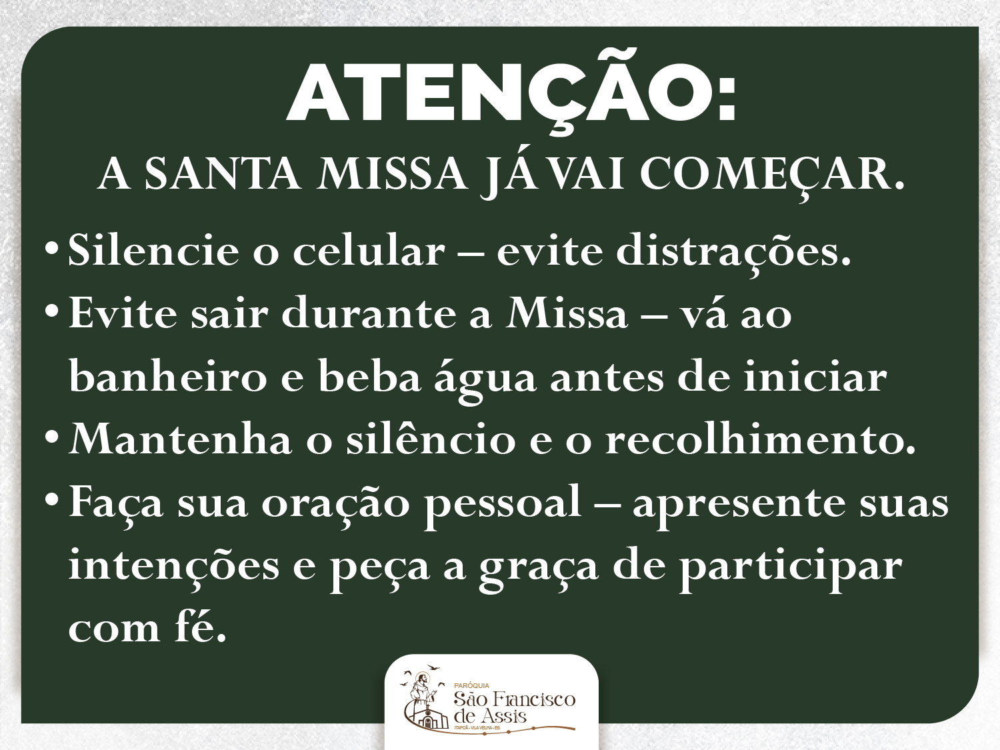 ATENÇÃO:
A SANTA MISSA JÁ VAI COMEÇAR.
• Silencie o celular – evite distrações.
• Evite sair durante a Missa – vá ao
banheiro e beba água antes de iniciar
• Mantenha o silêncio e o recolhimento.
• Faça sua oração pessoal – apresente suas
intenções e peça a graça de participar
com fé.
PARÓQUIA
São Francisco
de Assis
ITAPOÃ - VILA VELHA - ES